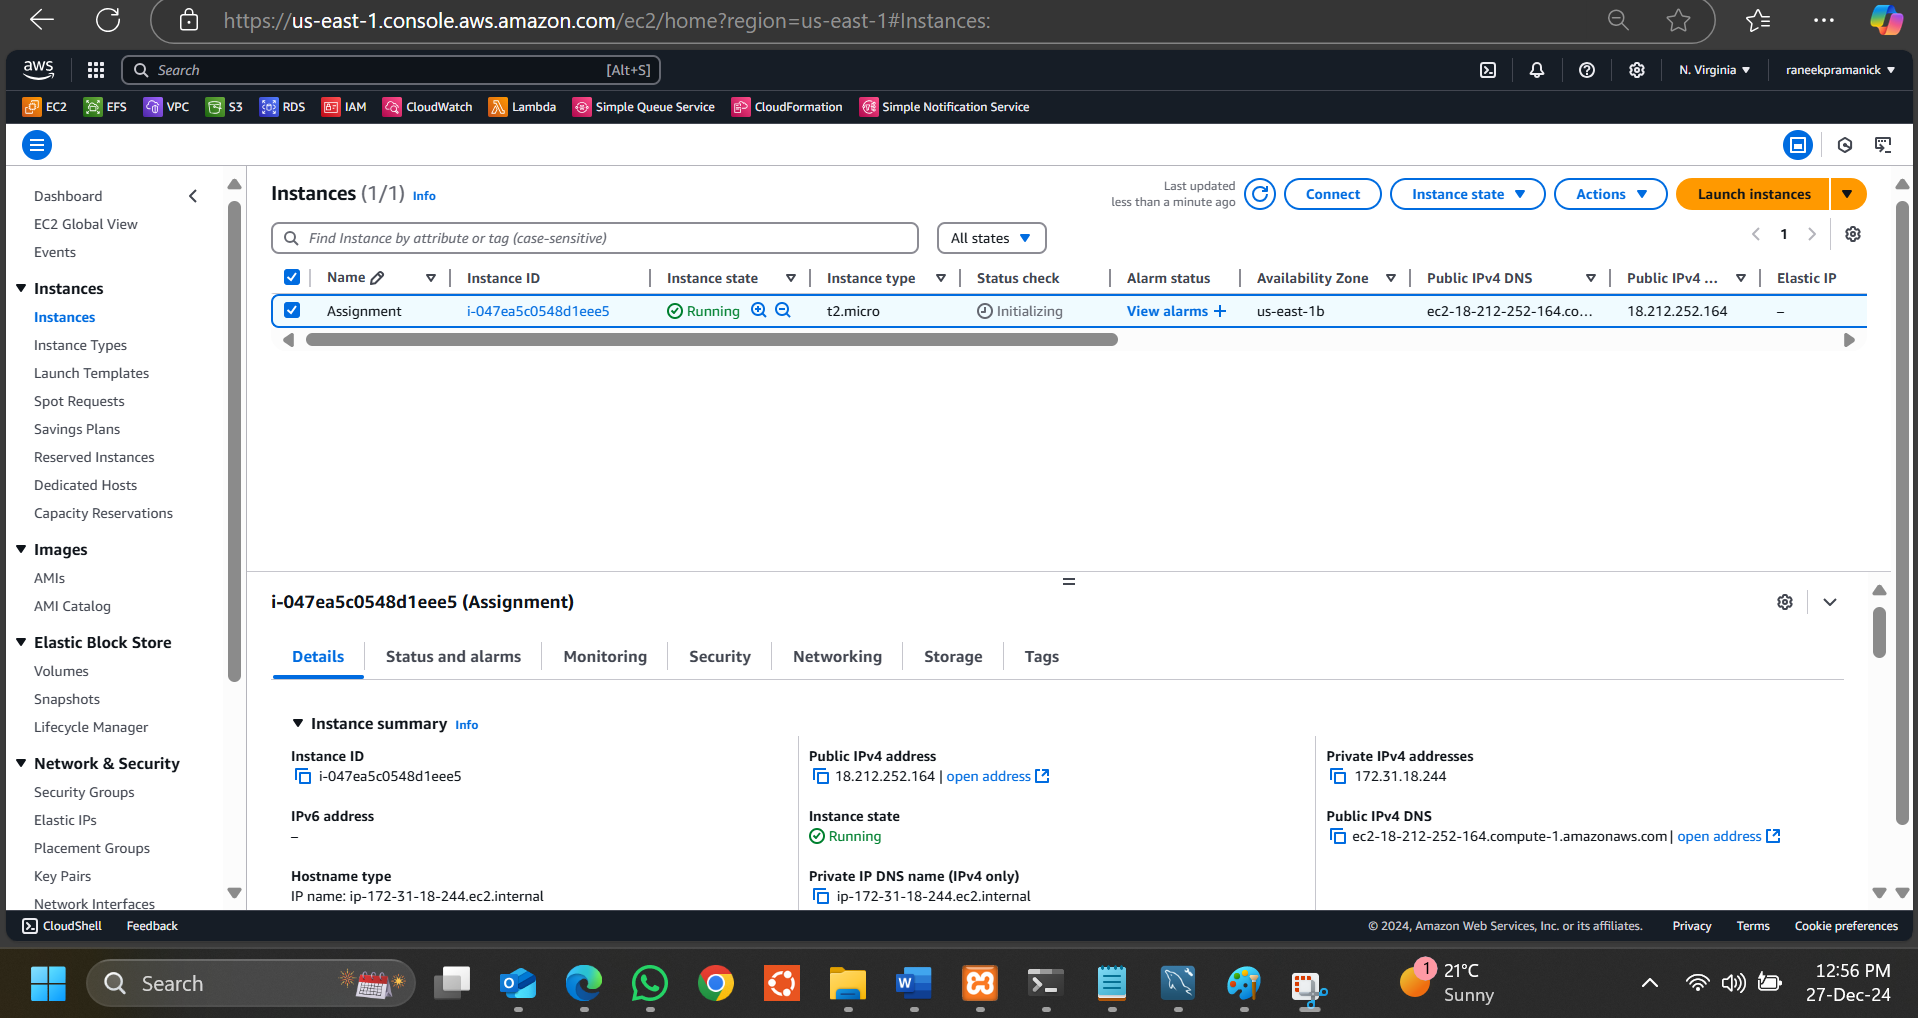 https://us-east-1.console.aws.amazon.com/ec2/home?region=us-east-1#Instances:
aws Search [Alt+S] N. Virginia raneekpramanick
EC2 EFS VPC S3 RDS IAM CloudWatch Lambda Simple Queue Service CloudFormation Simple Notification Service
Dashboard
EC2 Global View
Events
Instances
Instances
Instance Types
Launch Templates
Spot Requests
Savings Plans
Reserved Instances
Dedicated Hosts
Capacity Reservations
Images
AMIs
AMI Catalog
Elastic Block Store
Volumes
Snapshots
Lifecycle Manager
Network & Security
Security Groups
Elastic IPs
Placement Groups
Key Pairs
Network Interfaces
Instances (1/1) Info
Last updated
less than a minute ago
Connect Instance state Actions Launch instances
Find Instance by attribute or tag (case-sensitive) All states 1
Name Instance ID Instance state Instance type Status check Alarm status Availability Zone Public IPv4 DNS Public IPv4 ... Elastic IP
Assignment i-047ea5c0548d1eee5 Running t2.micro Initializing View alarms + us-east-1b ec2-18-212-252-164.co... 18.212.252.164 –
i-047ea5c0548d1eee5 (Assignment)
Details Status and alarms Monitoring Security Networking Storage Tags
Instance summary Info
Instance ID
i-047ea5c0548d1eee5
Public IPv4 address
18.212.252.164 | open address
Private IPv4 addresses
172.31.18.244
IPv6 address
–
Instance state
Running
Public IPv4 DNS
ec2-18-212-252-164.compute-1.amazonaws.com | open address
Hostname type
IP name: ip-172-31-18-244.ec2.internal
Private IP DNS name (IPv4 only)
ip-172-31-18-244.ec2.internal
CloudShell Feedback © 2024, Amazon Web Services, Inc. or its affiliates. Privacy Terms Cookie preferences
Search
1
21°C
Sunny
12:56 PM
27-Dec-24